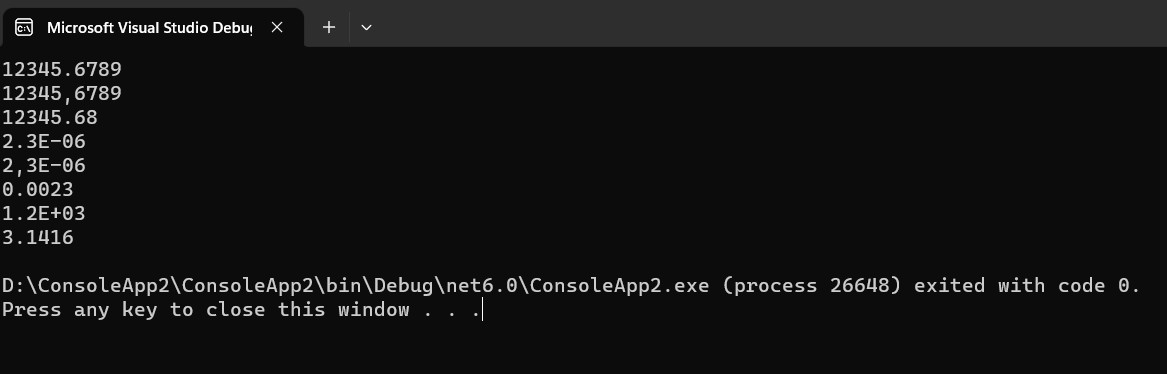 Microsoft Visual Studio Debu
12345.6789
12345,6789
12345.68
2.3E-06
2,3E-06
0.0023
1.2E+03
3.1416
D:\ConsoleApp2\ConsoleApp2\bin\Debug\net6.0\ConsoleApp2.exe (process 26648) exited with code 0.
Press any key to close this window . . .